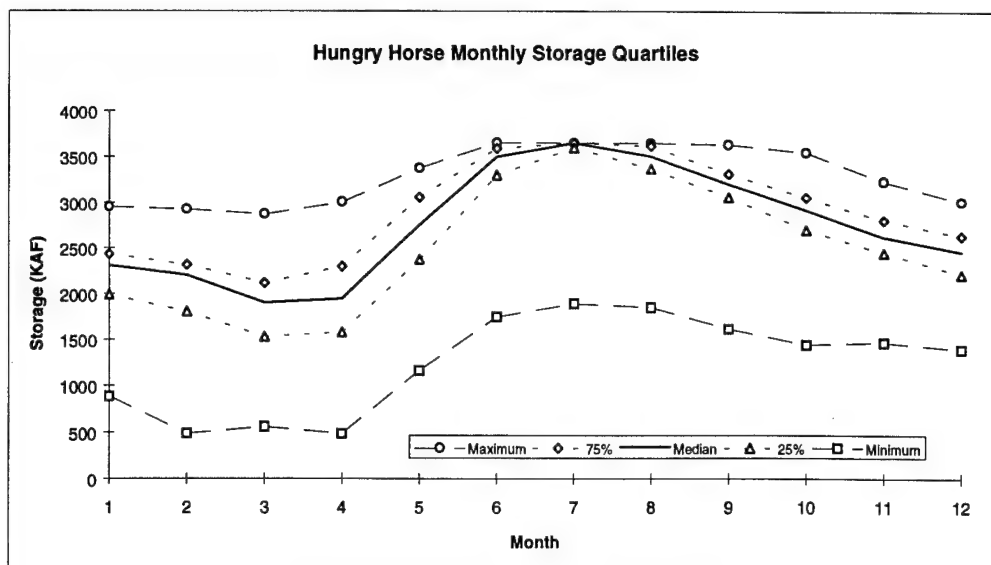 Hungry Horse Monthly Storage Quartiles
4000
3500
3000
2500
2000
1500
1000
500
0
Storage (KAF)
Maximum 75% Median 25% Minimum
1 2 3 4 5 6 7 8 9 10 11 12
Month